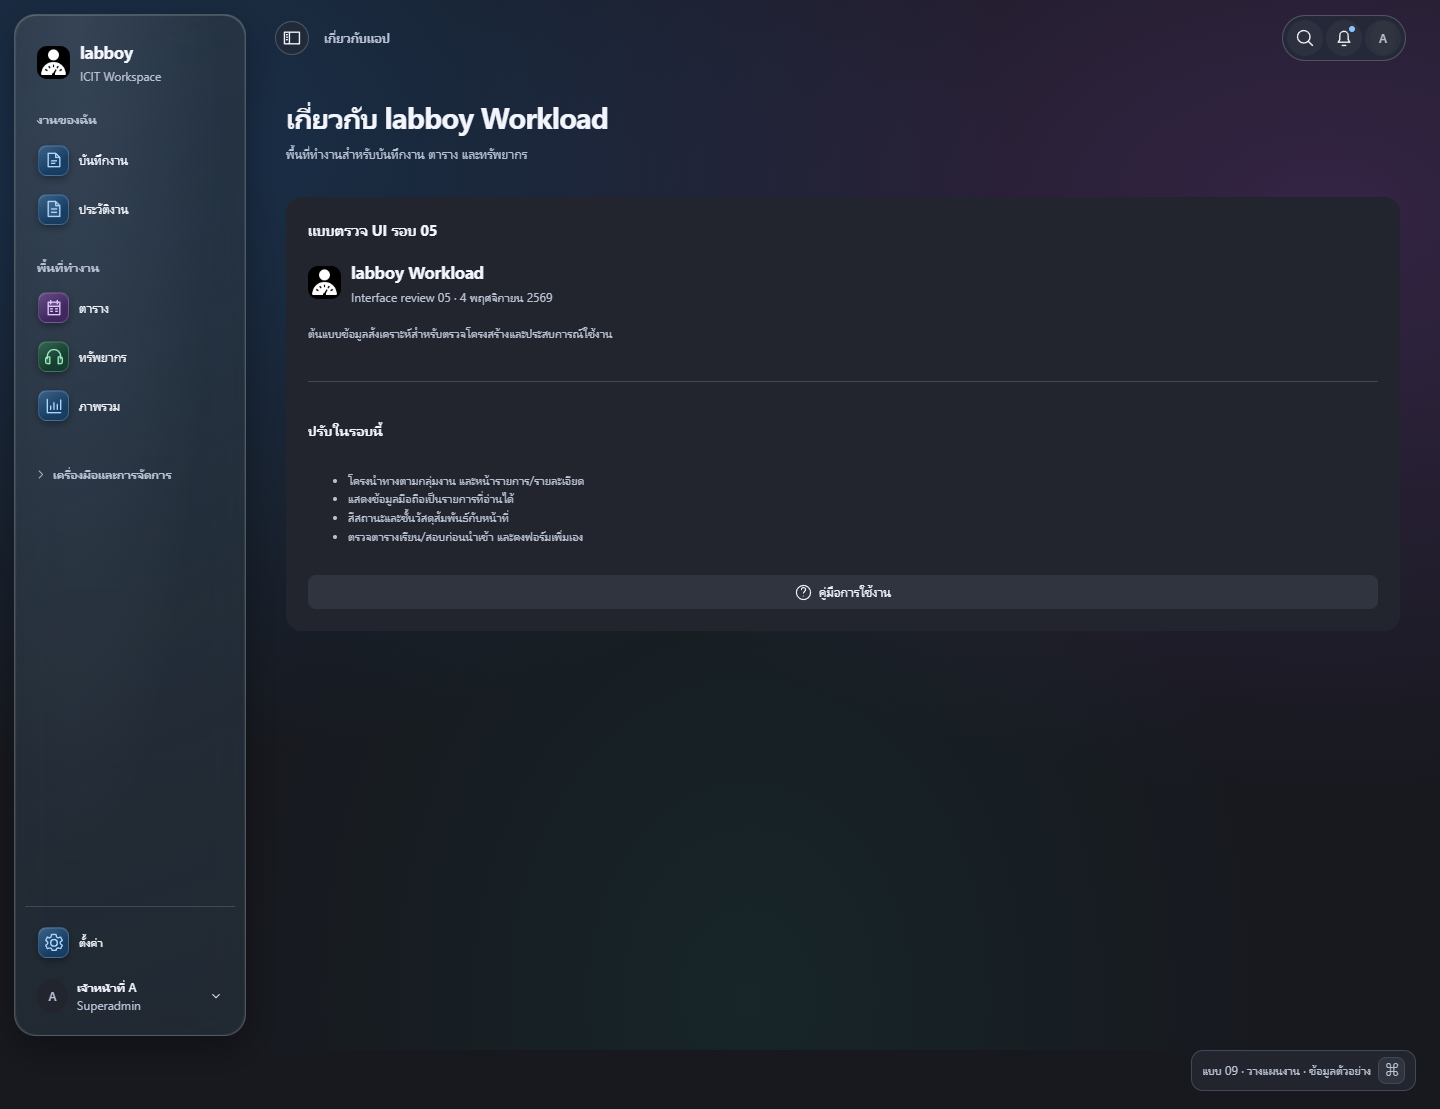 labboy
ICIT Workspace
งานของฉัน
บันทึกงาน
ประวัติงาน
พื้นที่ทำงาน
ตาราง
ทรัพยากร
ภาพรวม
เครื่องมือและการจัดการ
ตั้งค่า
A
เจ้าหน้าที่ A
Superadmin
เกี่ยวกับแอป
A
เกี่ยวกับ labboy Workload
พื้นที่ทำงานสำหรับบันทึกงาน ตาราง และทรัพยากร
แบบตรวจ UI รอบ 05
labboy Workload
Interface review 05 · 4 พฤศจิกายน 2569
ต้นแบบข้อมูลสังเคราะห์สำหรับตรวจโครงสร้างและประสบการณ์ใช้งาน
ปรับในรอบนี้
• โครงนำทางตามกลุ่มงาน และหน้ารายการ/รายละเอียด
• แสดงข้อมูลมือถือเป็นรายการที่อ่านได้
• สีสถานะและชั้นวัสดุสัมพันธ์กับหน้าที่
• ตรวจตารางเรียน/สอบก่อนนำเข้า และคงฟอร์มเพิ่มเอง
คู่มือการใช้งาน
แบบ 09 · วางแผนงาน · ข้อมูลตัวอย่าง ⌘